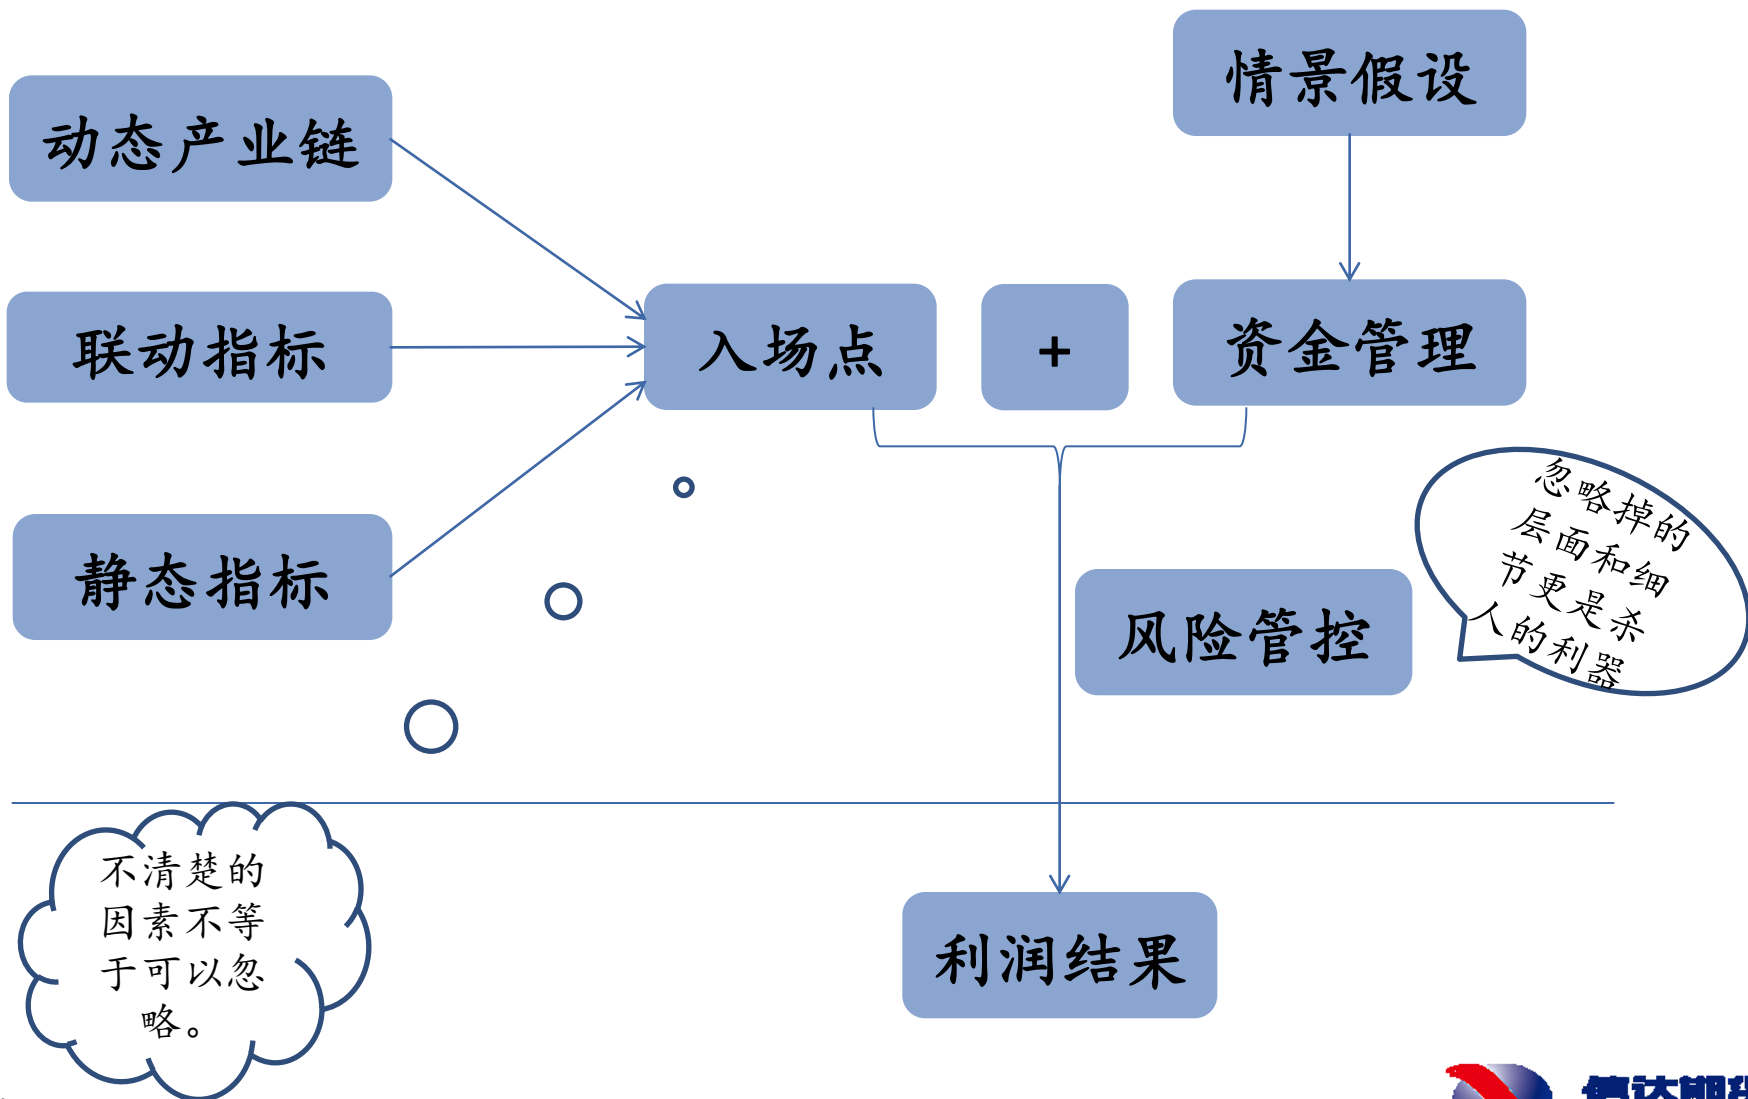 情景假设
动态产业链
联动指标
入场点
+
资金管理
忽略掉的
层面和细
节更是杀
人的利器
静态指标
风险管控
不清楚的
因素不等
于可以忽
略。
利润结果